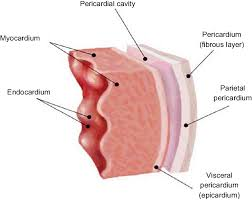 Pericardial cavity
Myocardium
Pericardium
(fibrous layer)
Endocardium
Parietal
pericardium
Visceral
pericardium
(epicardium)